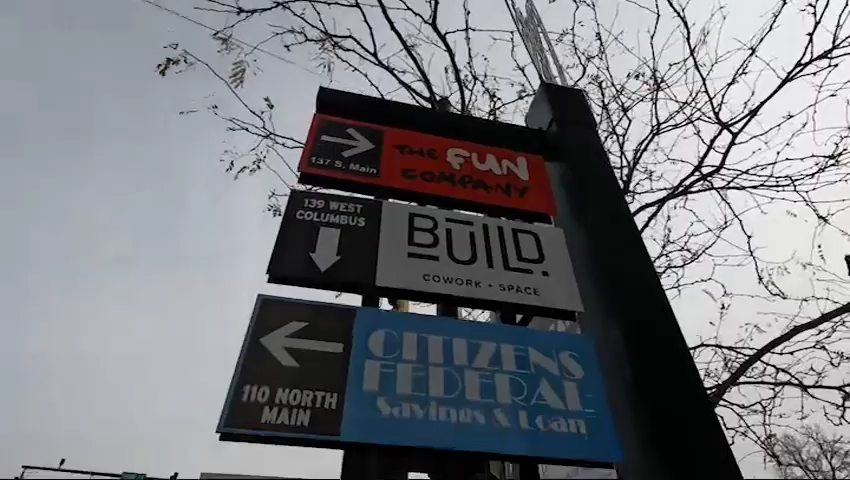 137 S. Main
THE FUN
COMPANY
139 WEST
COLUMBUS
BUILD.
COWORK + SPACE
110 NORTH
MAIN
CITIZENS
FEDERAL
Savings & Loan